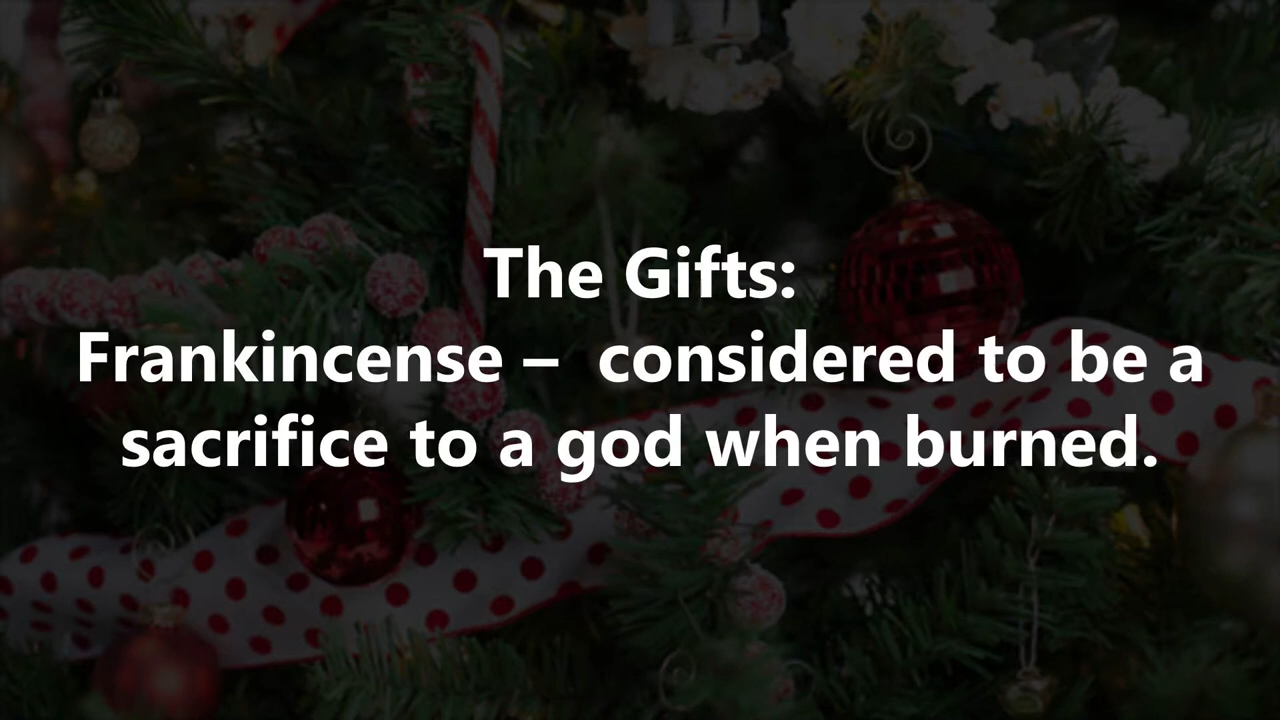 The Gifts:
Frankincense –  considered to be a
sacrifice to a god when burned.